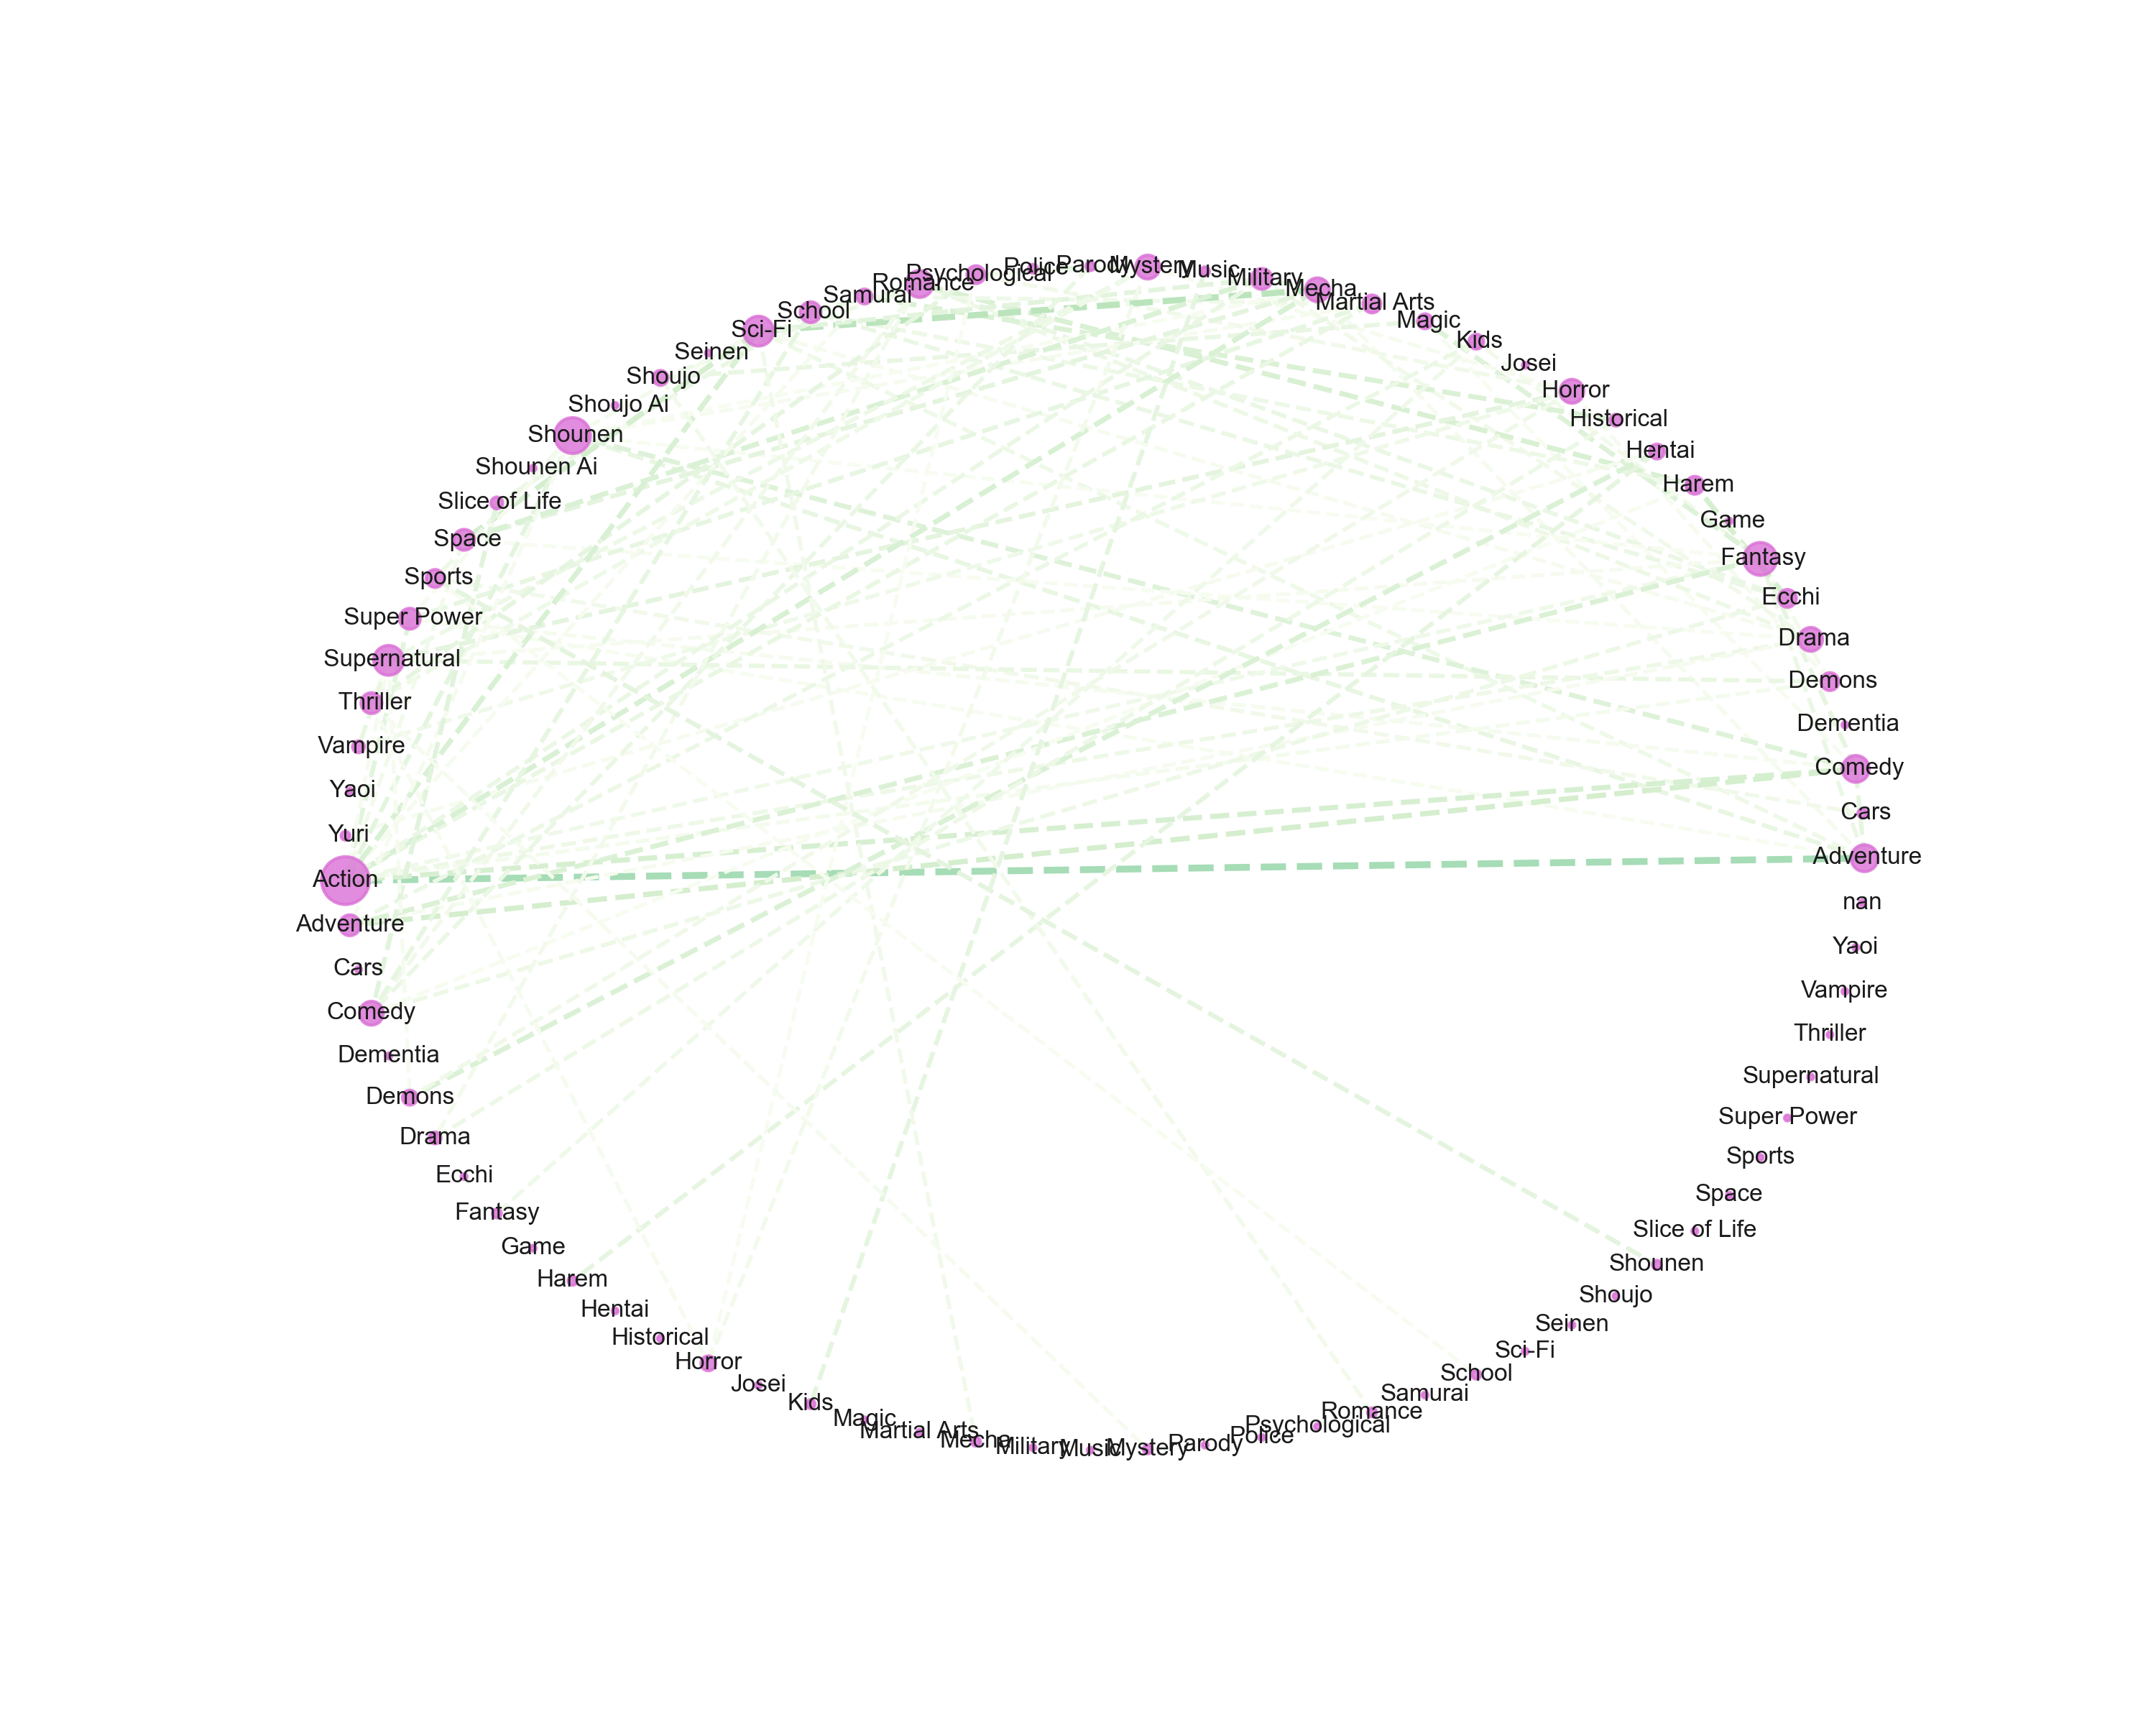 Parody
Mystery
Police
Music
Psychological
Military
Romance
Mecha
Samurai
Martial Arts
School
Magic
Sci-Fi
Kids
Seinen
Josei
Shoujo
Horror
Shoujo Ai
Historical
Shounen
Hentai
Shounen Ai
Harem
Slice of Life
Game
Space
Fantasy
Sports
Ecchi
Super Power
Drama
Supernatural
Demons
Thriller
Dementia
Vampire
Comedy
Yaoi
Cars
Yuri
Adventure
Action
nan
Adventure
Yaoi
Cars
Vampire
Comedy
Thriller
Dementia
Supernatural
Demons
Super Power
Drama
Sports
Ecchi
Space
Fantasy
Slice of Life
Game
Shounen
Harem
Shoujo
Hentai
Seinen
Historical
Sci-Fi
Horror
School
Josei
Samurai
Kids
Romance
Magic
Psychological
Martial Arts
Police
Mecha
Parody
Military
Mystery
Music